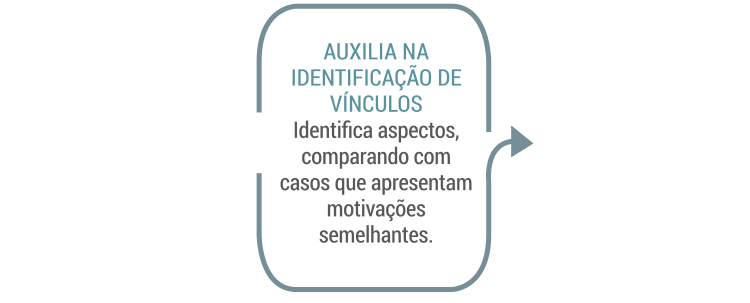 AUXILIA NA
IDENTIFICAÇÃO DE
VÍNCULOS
Identifica aspectos,
comparando com
casos que apresentam
motivações
semelhantes.